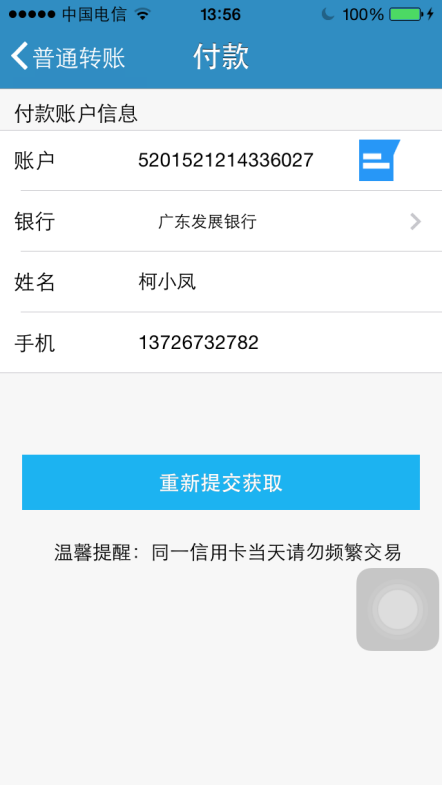 中国电信 13:56 100%
普通转账 付款
付款账户信息
账户 5201521214336027
银行 广东发展银行
姓名 柯小凤
手机 13726732782
重新提交获取
温馨提醒：同一信用卡当天请勿频繁交易